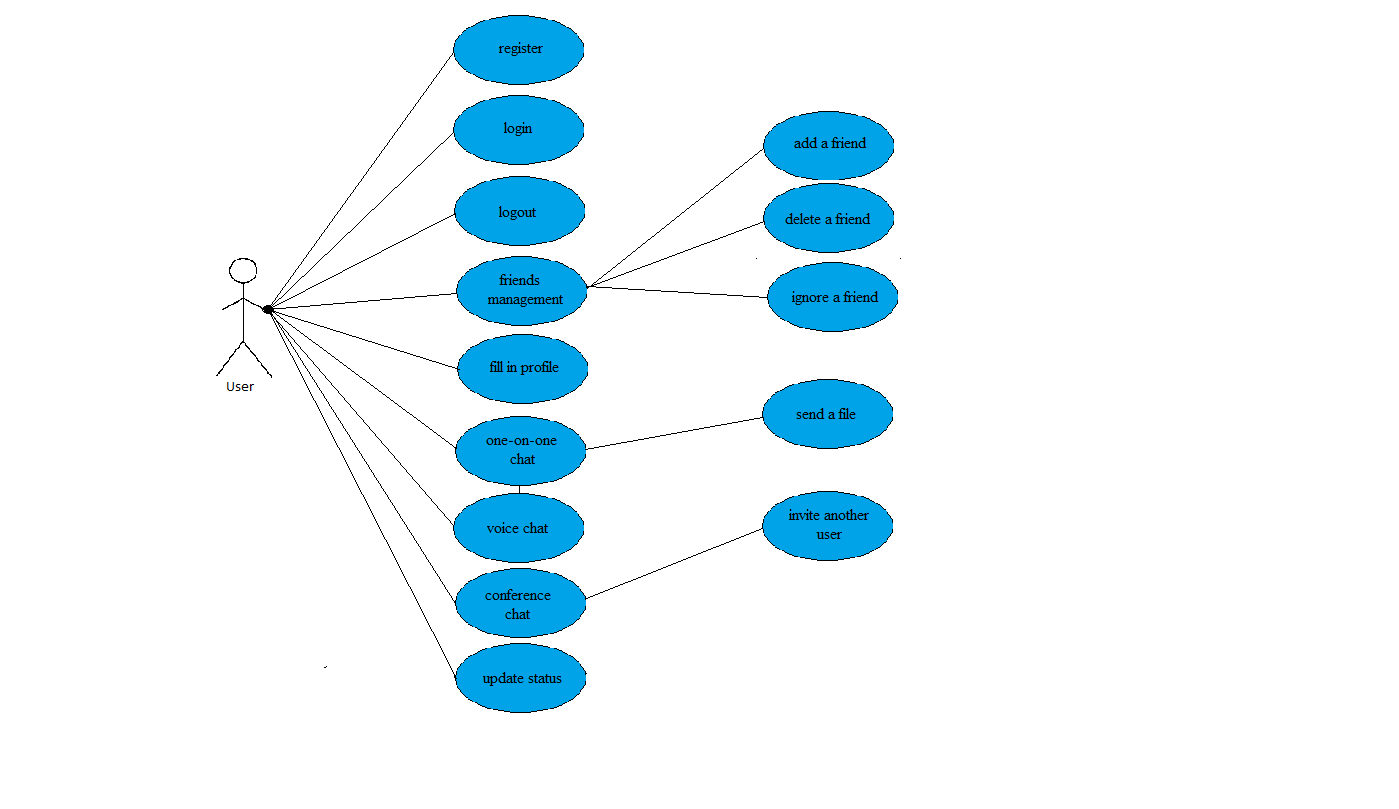 register
login
logout
friends
management
fill in profile
one-on-one
chat
voice chat
conference
chat
update status
add a friend
delete a friend
ignore a friend
send a file
invite another
user
User